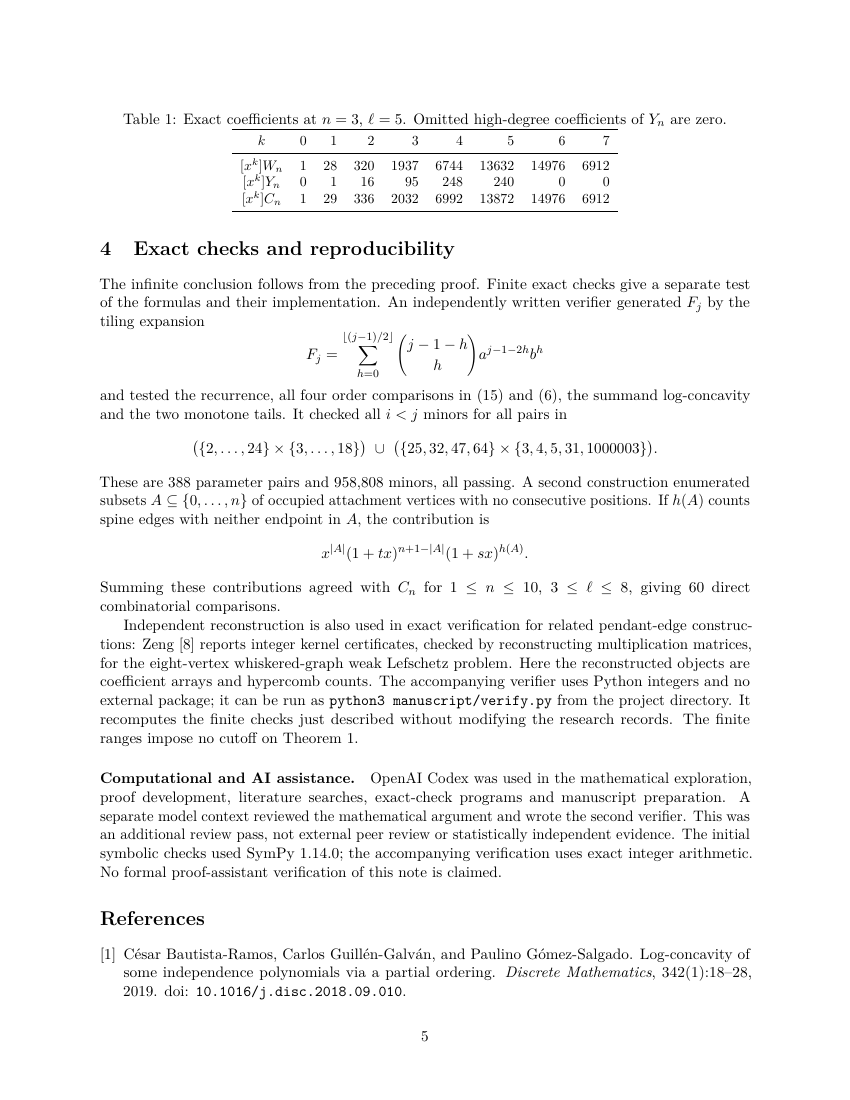 Table 1: Exact coefficients at n = 3, ℓ = 5. Omitted high-degree coefficients of Yₙ are zero.
k 0 1 2 3 4 5 6 7
[xᵏ]Wₙ 1 28 320 1937 6744 13632 14976 6912
[xᵏ]Yₙ 0 1 16 95 248 240 0 0
[xᵏ]Cₙ 1 29 336 2032 6992 13872 14976 6912
4 Exact checks and reproducibility
The infinite conclusion follows from the preceding proof. Finite exact checks give a separate test
of the formulas and their implementation. An independently written verifier generated Fⱼ by the
tiling expansion
Fⱼ = ∑_{h=0}^{⌊(j−1)/2⌋} \binom{j − 1 − h}{h} a^{j−1−2h} b^h
and tested the recurrence, all four order comparisons in (15) and (6), the summand log-concavity
and the two monotone tails. It checked all i < j minors for all pairs in
({2, . . . , 24} × {3, . . . , 18}) ∪ ({25, 32, 47, 64} × {3, 4, 5, 31, 1000003}).
These are 388 parameter pairs and 958,808 minors, all passing. A second construction enumerated
subsets A ⊆ {0, . . . , n} of occupied attachment vertices with no consecutive positions. If h(A) counts
spine edges with neither endpoint in A, the contribution is
x^{|A|}(1 + tx)^{n+1−|A|}(1 + sx)^{h(A)}.
Summing these contributions agreed with Cₙ for 1 ≤ n ≤ 10, 3 ≤ ℓ ≤ 8, giving 60 direct
combinatorial comparisons.
Independent reconstruction is also used in exact verification for related pendant-edge construc-
tions: Zeng [8] reports integer kernel certificates, checked by reconstructing multiplication matrices,
for the eight-vertex whiskered-graph weak Lefschetz problem. Here the reconstructed objects are
coefficient arrays and hypercomb counts. The accompanying verifier uses Python integers and no
external package; it can be run as python3 manuscript/verify.py from the project directory. It
recomputes the finite checks just described without modifying the research records. The finite
ranges impose no cutoff on Theorem 1.
Computational and AI assistance. OpenAI Codex was used in the mathematical exploration,
proof development, literature searches, exact-check programs and manuscript preparation. A
separate model context reviewed the mathematical argument and wrote the second verifier. This was
an additional review pass, not external peer review or statistically independent evidence. The initial
symbolic checks used SymPy 1.14.0; the accompanying verification uses exact integer arithmetic.
No formal proof-assistant verification of this note is claimed.
References
[1] César Bautista-Ramos, Carlos Guillén-Galván, and Paulino Gómez-Salgado. Log-concavity of
some independence polynomials via a partial ordering. Discrete Mathematics, 342(1):18–28,
2019. doi: 10.1016/j.disc.2018.09.010.
5